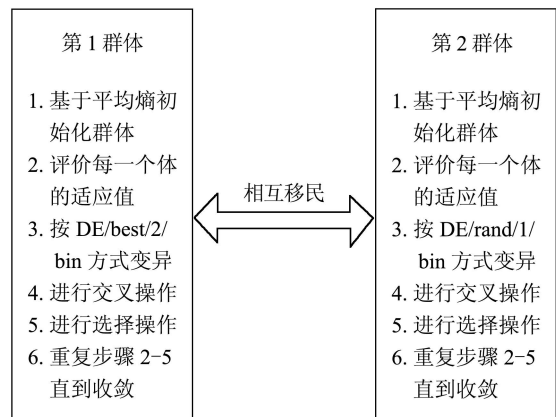 第 1 群体
1. 基于平均熵初
始化群体
2. 评价每一个体
的适应值
3. 按 DE/best/2/
bin 方式变异
4. 进行交叉操作
5. 进行选择操作
6. 重复步骤 2-5
直到收敛
相互移民
第 2 群体
1. 基于平均熵初
始化群体
2. 评价每一个体
的适应值
3. 按 DE/rand/1/
bin 方式变异
4. 进行交叉操作
5. 进行选择操作
6. 重复步骤 2-5
直到收敛